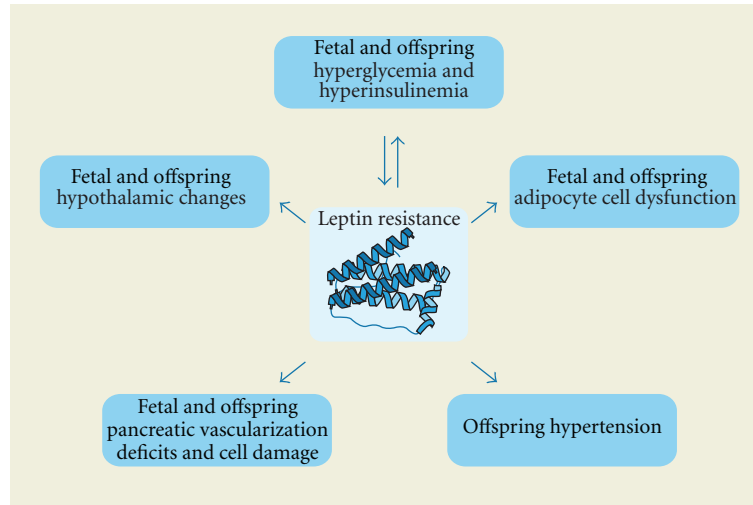 Fetal and offspring
hyperglycemia and
hyperinsulinemia
Fetal and offspring
hypothalamic changes
Fetal and offspring
adipocyte cell dysfunction
Leptin resistance
Fetal and offspring
pancreatic vascularization
deficits and cell damage
Offspring hypertension